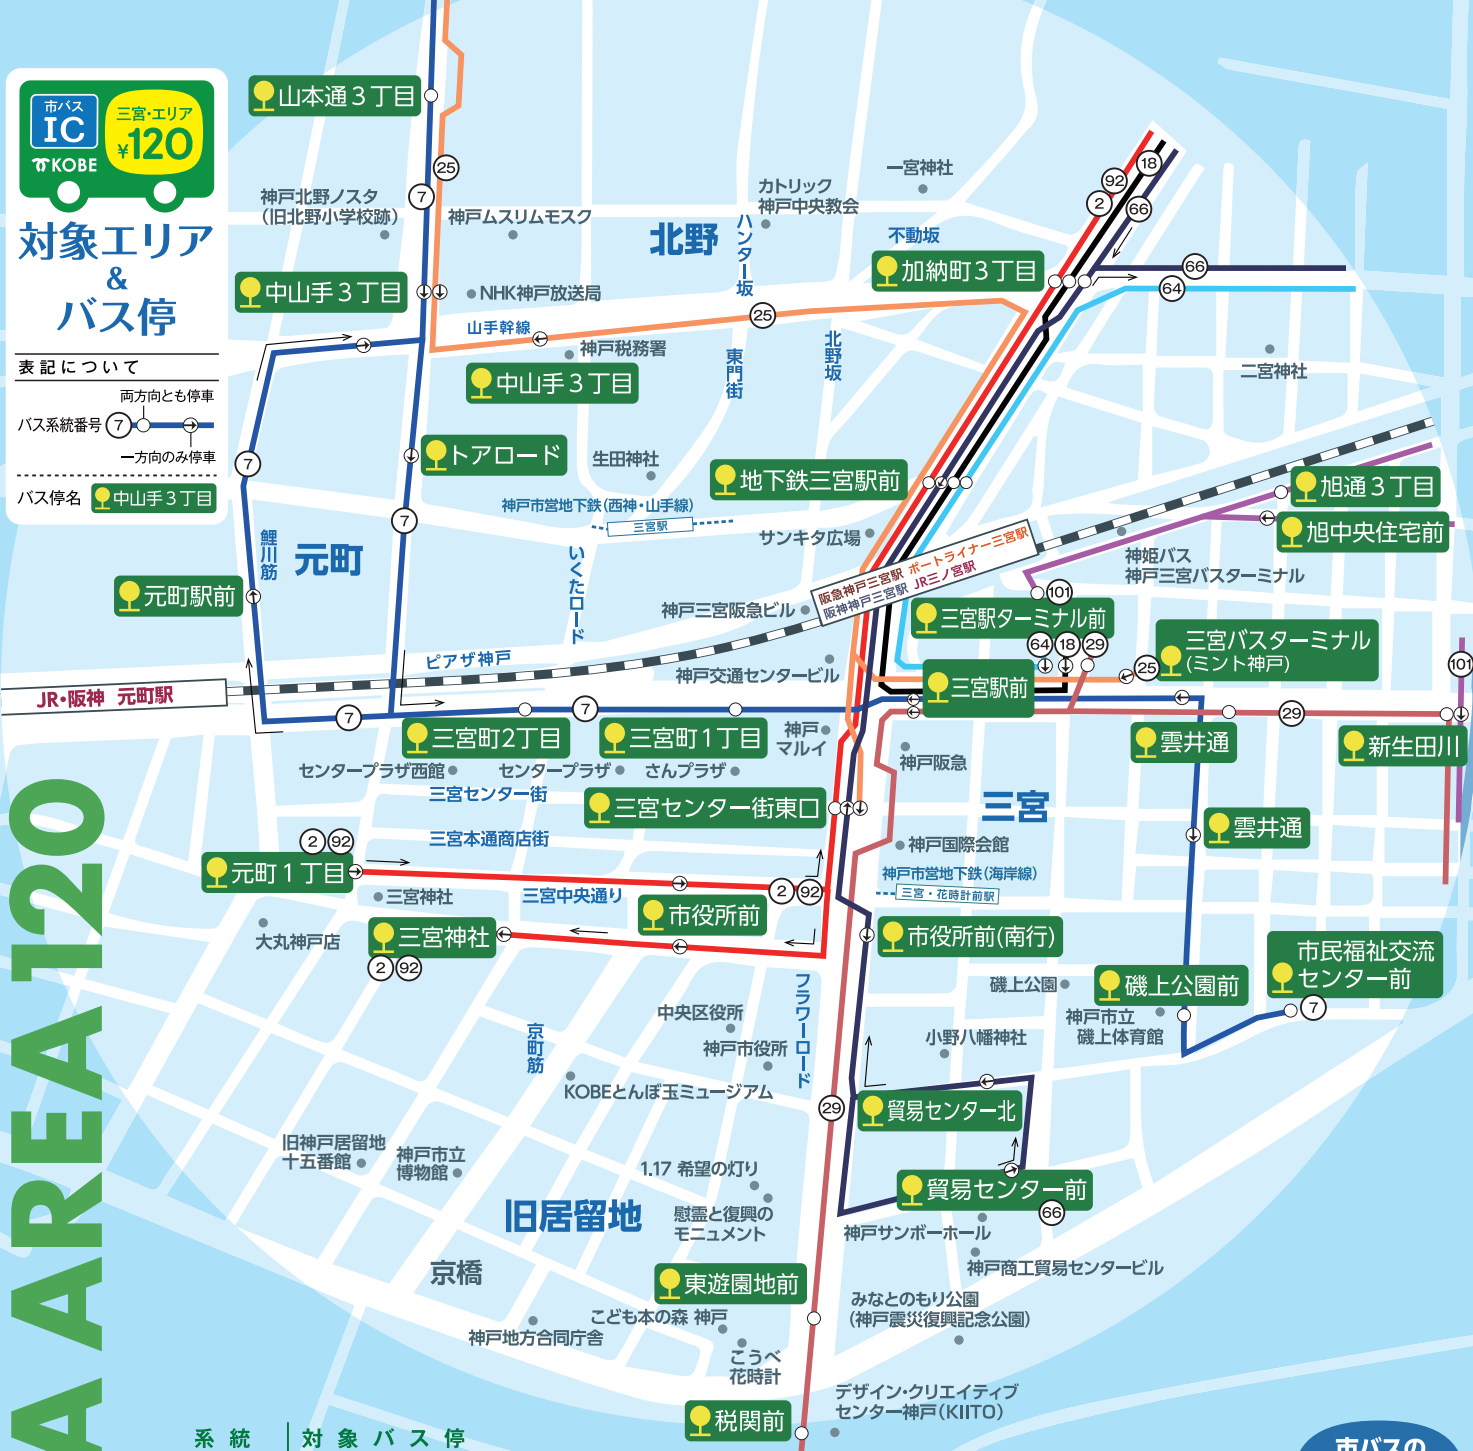 市バス
IC
KOBE
三宮・エリア
¥120
対象エリア
&
バス停
表記について
両方向とも停車
バス系統番号 7
一方向のみ停車
バス停名 中山手3丁目
A AREA 120
山本通3丁目
25
7
神戸北野ノスタ
(旧北野小学校跡)
神戸ムスリムモスク
北野
ハンター坂
カトリック
神戸中央教会
一宮神社
不動坂
加納町3丁目
18
92
2
66
66
64
中山手3丁目
NHK神戸放送局
山手幹線
25
神戸税務署
中山手3丁目
東門街
北野坂
二宮神社
トアロード
生田神社
地下鉄三宮駅前
神戸市営地下鉄(西神・山手線)
三宮駅
サンキタ広場
旭通3丁目
旭中央住宅前
神姫バス
神戸三宮バスターミナル
7
7
鯉川筋
元町
いくたロード
元町駅前
阪急神戸三宮駅 ポートライナー三宮駅
阪神神戸三宮駅 JR三ノ宮駅
神戸三宮阪急ビル
三宮駅ターミナル前
101
64
18
29
三宮バスターミナル
(ミント神戸)
25
101
ピアザ神戸
神戸交通センタービル
三宮駅前
JR・阪神 元町駅
7
7
29
三宮町2丁目
三宮町1丁目
神戸
マルイ
神戸阪急
雲井通
新生田川
センタープラザ西館
センタープラザ
さんプラザ
三宮センター街
三宮センター街東口
三宮
雲井通
三宮本通商店街
2
92
元町1丁目
神戸国際会館
神戸市営地下鉄(海岸線)
三宮・花時計前駅
三宮神社
三宮中央通り
2
92
市役所前
大丸神戸店
三宮神社
2
92
市役所前(南行)
市民福祉交流
センター前
7
磯上公園
磯上公園前
フラワーロード
中央区役所
神戸市役所
京町筋
小野八幡神社
神戸市立
磯上体育館
KOBEとんぼ玉ミュージアム
29
貿易センター北
旧神戸居留地
十五番館
神戸市立
博物館
1.17 希望の灯り
貿易センター前
66
旧居留地
慰霊と復興の
モニュメント
神戸サンボーホール
神戸商工貿易センタービル
京橋
東遊園地前
みなとのもり公園
(神戸震災復興記念公園)
こども本の森 神戸
神戸地方合同庁舎
こうべ
花時計
デザイン・クリエイティブ
センター神戸(KIITO)
税関前
系統 対象バス停
市バスの